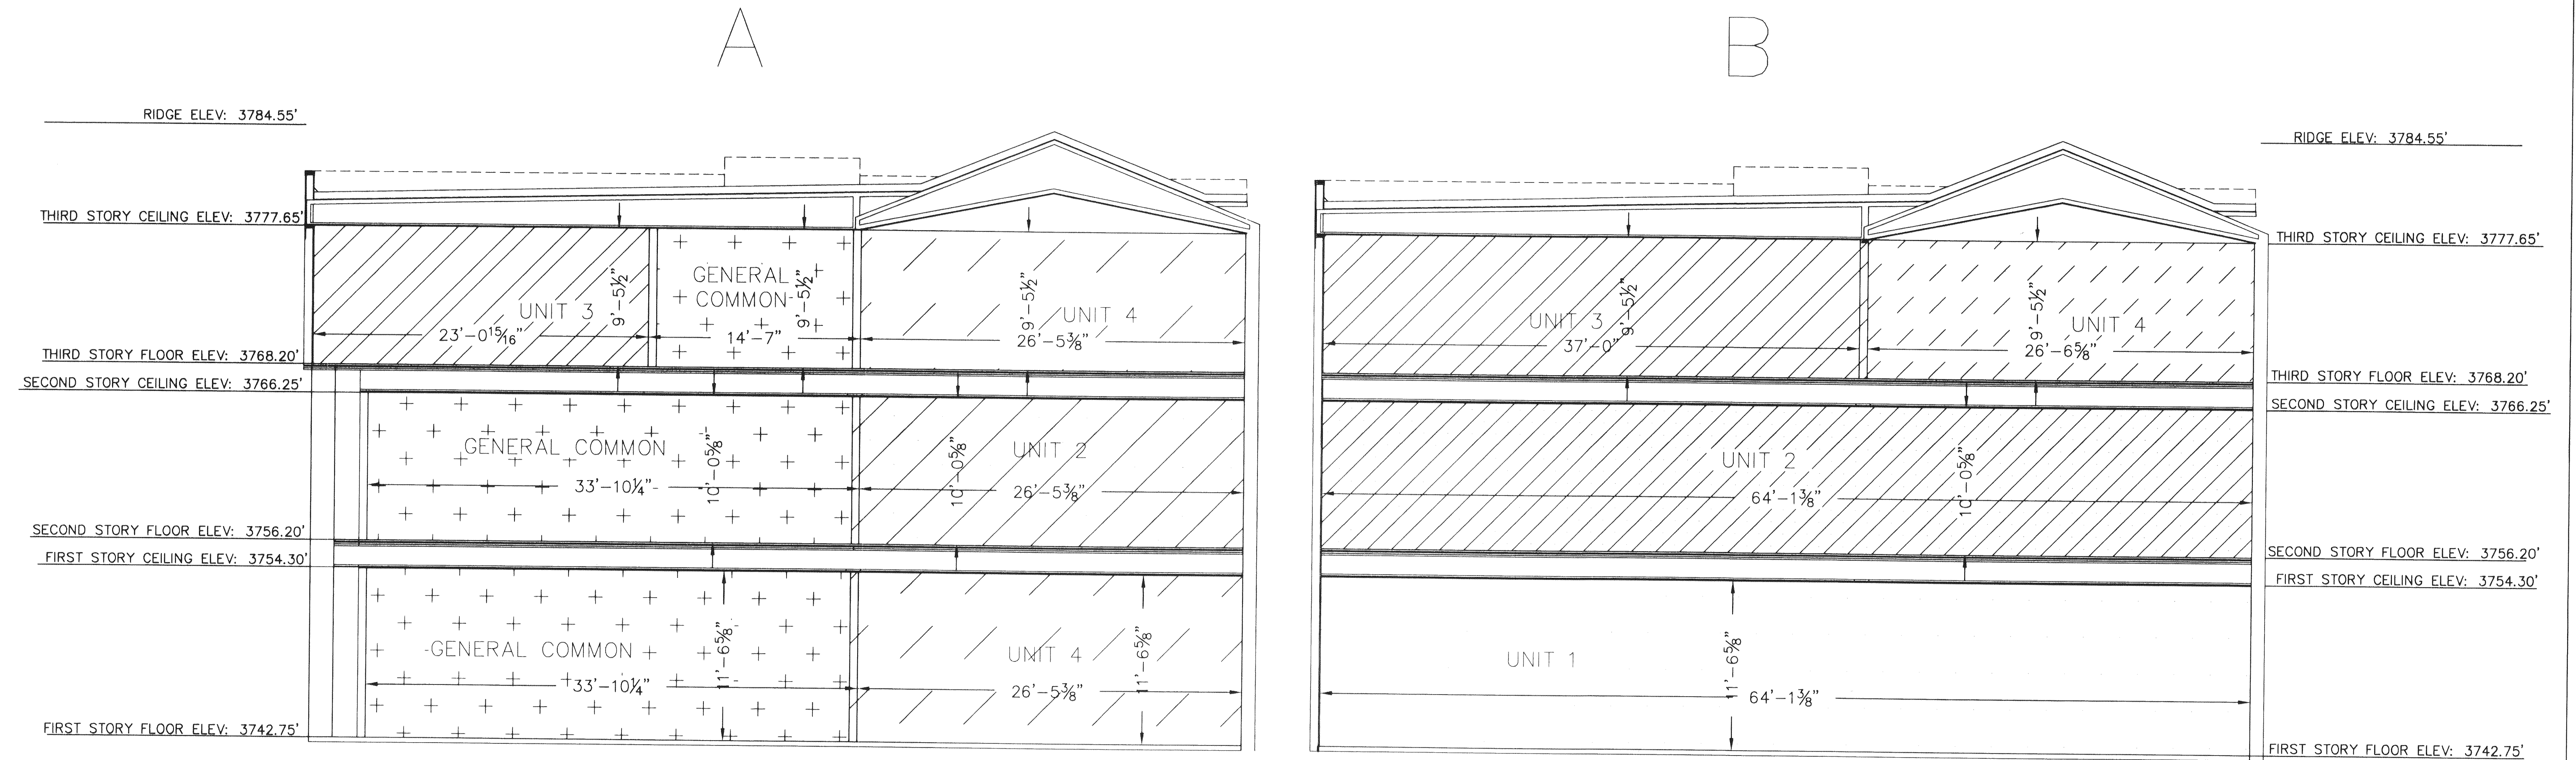 A
B
RIDGE ELEV: 3784.55'
RIDGE ELEV: 3784.55'
THIRD STORY CEILING ELEV: 3777.65'
THIRD STORY CEILING ELEV: 3777.65'
GENERAL
COMMON
UNIT 3
9'-5½"
9'-5½"
9'-5½"
UNIT 4
UNIT 3
9'-5½"
9'-5½"
UNIT 4
23'-0 15/16"
14'-7"
26'-5⅜"
37'-0"
26'-6⅝"
THIRD STORY FLOOR ELEV: 3768.20'
THIRD STORY FLOOR ELEV: 3768.20'
SECOND STORY CEILING ELEV: 3766.25'
SECOND STORY CEILING ELEV: 3766.25'
GENERAL COMMON
10'-0⅝"
10'-0⅝"
UNIT 2
UNIT 2
10'-0⅝"
33'-10¼"
26'-5⅜"
64'-1⅜"
SECOND STORY FLOOR ELEV: 3756.20'
SECOND STORY FLOOR ELEV: 3756.20'
FIRST STORY CEILING ELEV: 3754.30'
FIRST STORY CEILING ELEV: 3754.30'
GENERAL COMMON
11'-6⅝"
UNIT 4
11'-6⅝"
UNIT 1
11'-6⅝"
33'-10¼"
26'-5⅜"
64'-1⅜"
FIRST STORY FLOOR ELEV: 3742.75'
FIRST STORY FLOOR ELEV: 3742.75'